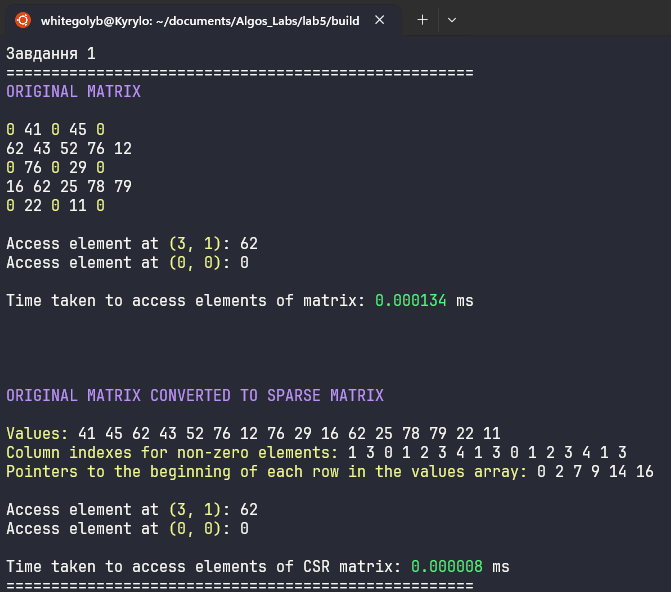 whitegolyb@Kyrylo: ~/documents/Algos_Labs/lab5/build
Завдання 1
====================================================
ORIGINAL MATRIX
0 41 0 45 0
62 43 52 76 12
0 76 0 29 0
16 62 25 78 79
0 22 0 11 0
Access element at (3, 1): 62
Access element at (0, 0): 0
Time taken to access elements of matrix: 0.000134 ms
ORIGINAL MATRIX CONVERTED TO SPARSE MATRIX
Values: 41 45 62 43 52 76 12 76 29 16 62 25 78 79 22 11
Column indexes for non-zero elements: 1 3 0 1 2 3 4 1 3 0 1 2 3 4 1 3
Pointers to the beginning of each row in the values array: 0 2 7 9 14 16
Access element at (3, 1): 62
Access element at (0, 0): 0
Time taken to access elements of CSR matrix: 0.000008 ms
====================================================